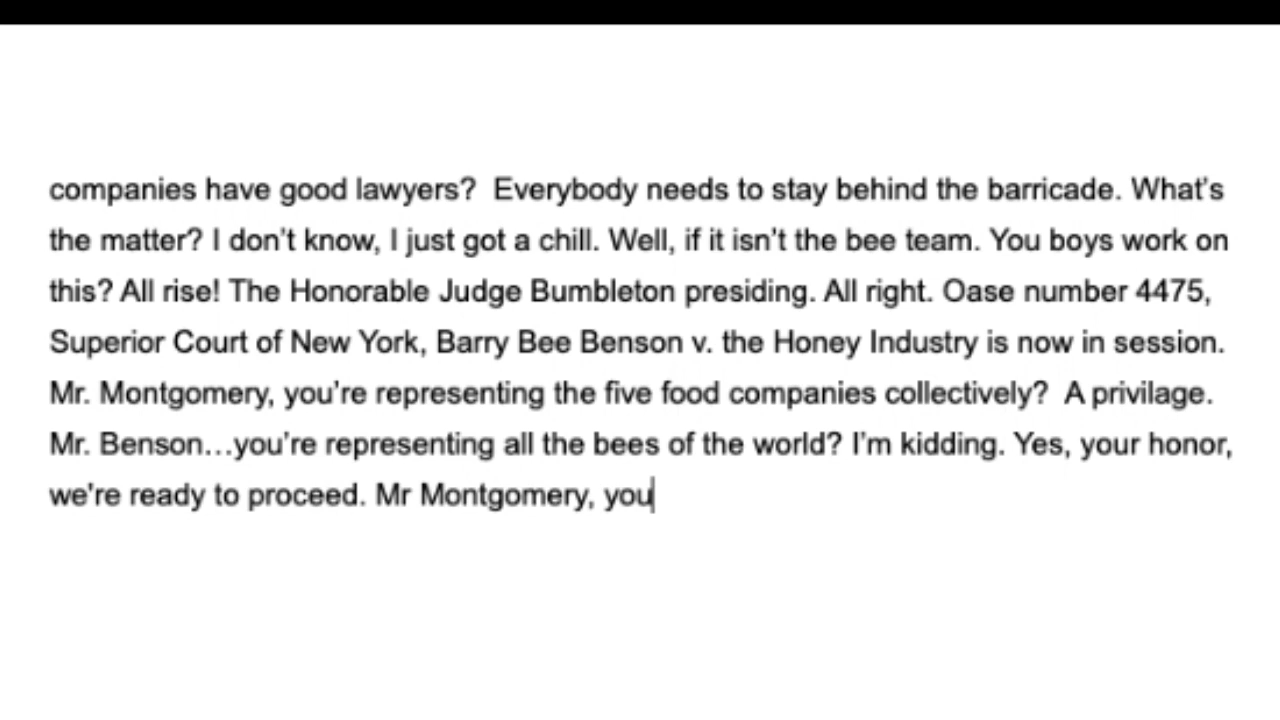 companies have good lawyers?  Everybody needs to stay behind the barricade. What's
the matter? I don't know, I just got a chill. Well, if it isn't the bee team. You boys work on
this? All rise! The Honorable Judge Bumbleton presiding. All right. Oase number 4475,
Superior Court of New York, Barry Bee Benson v. the Honey Industry is now in session.
Mr. Montgomery, you're representing the five food companies collectively?  A privilage.
Mr. Benson…you're representing all the bees of the world? I'm kidding. Yes, your honor,
we're ready to proceed. Mr Montgomery, you